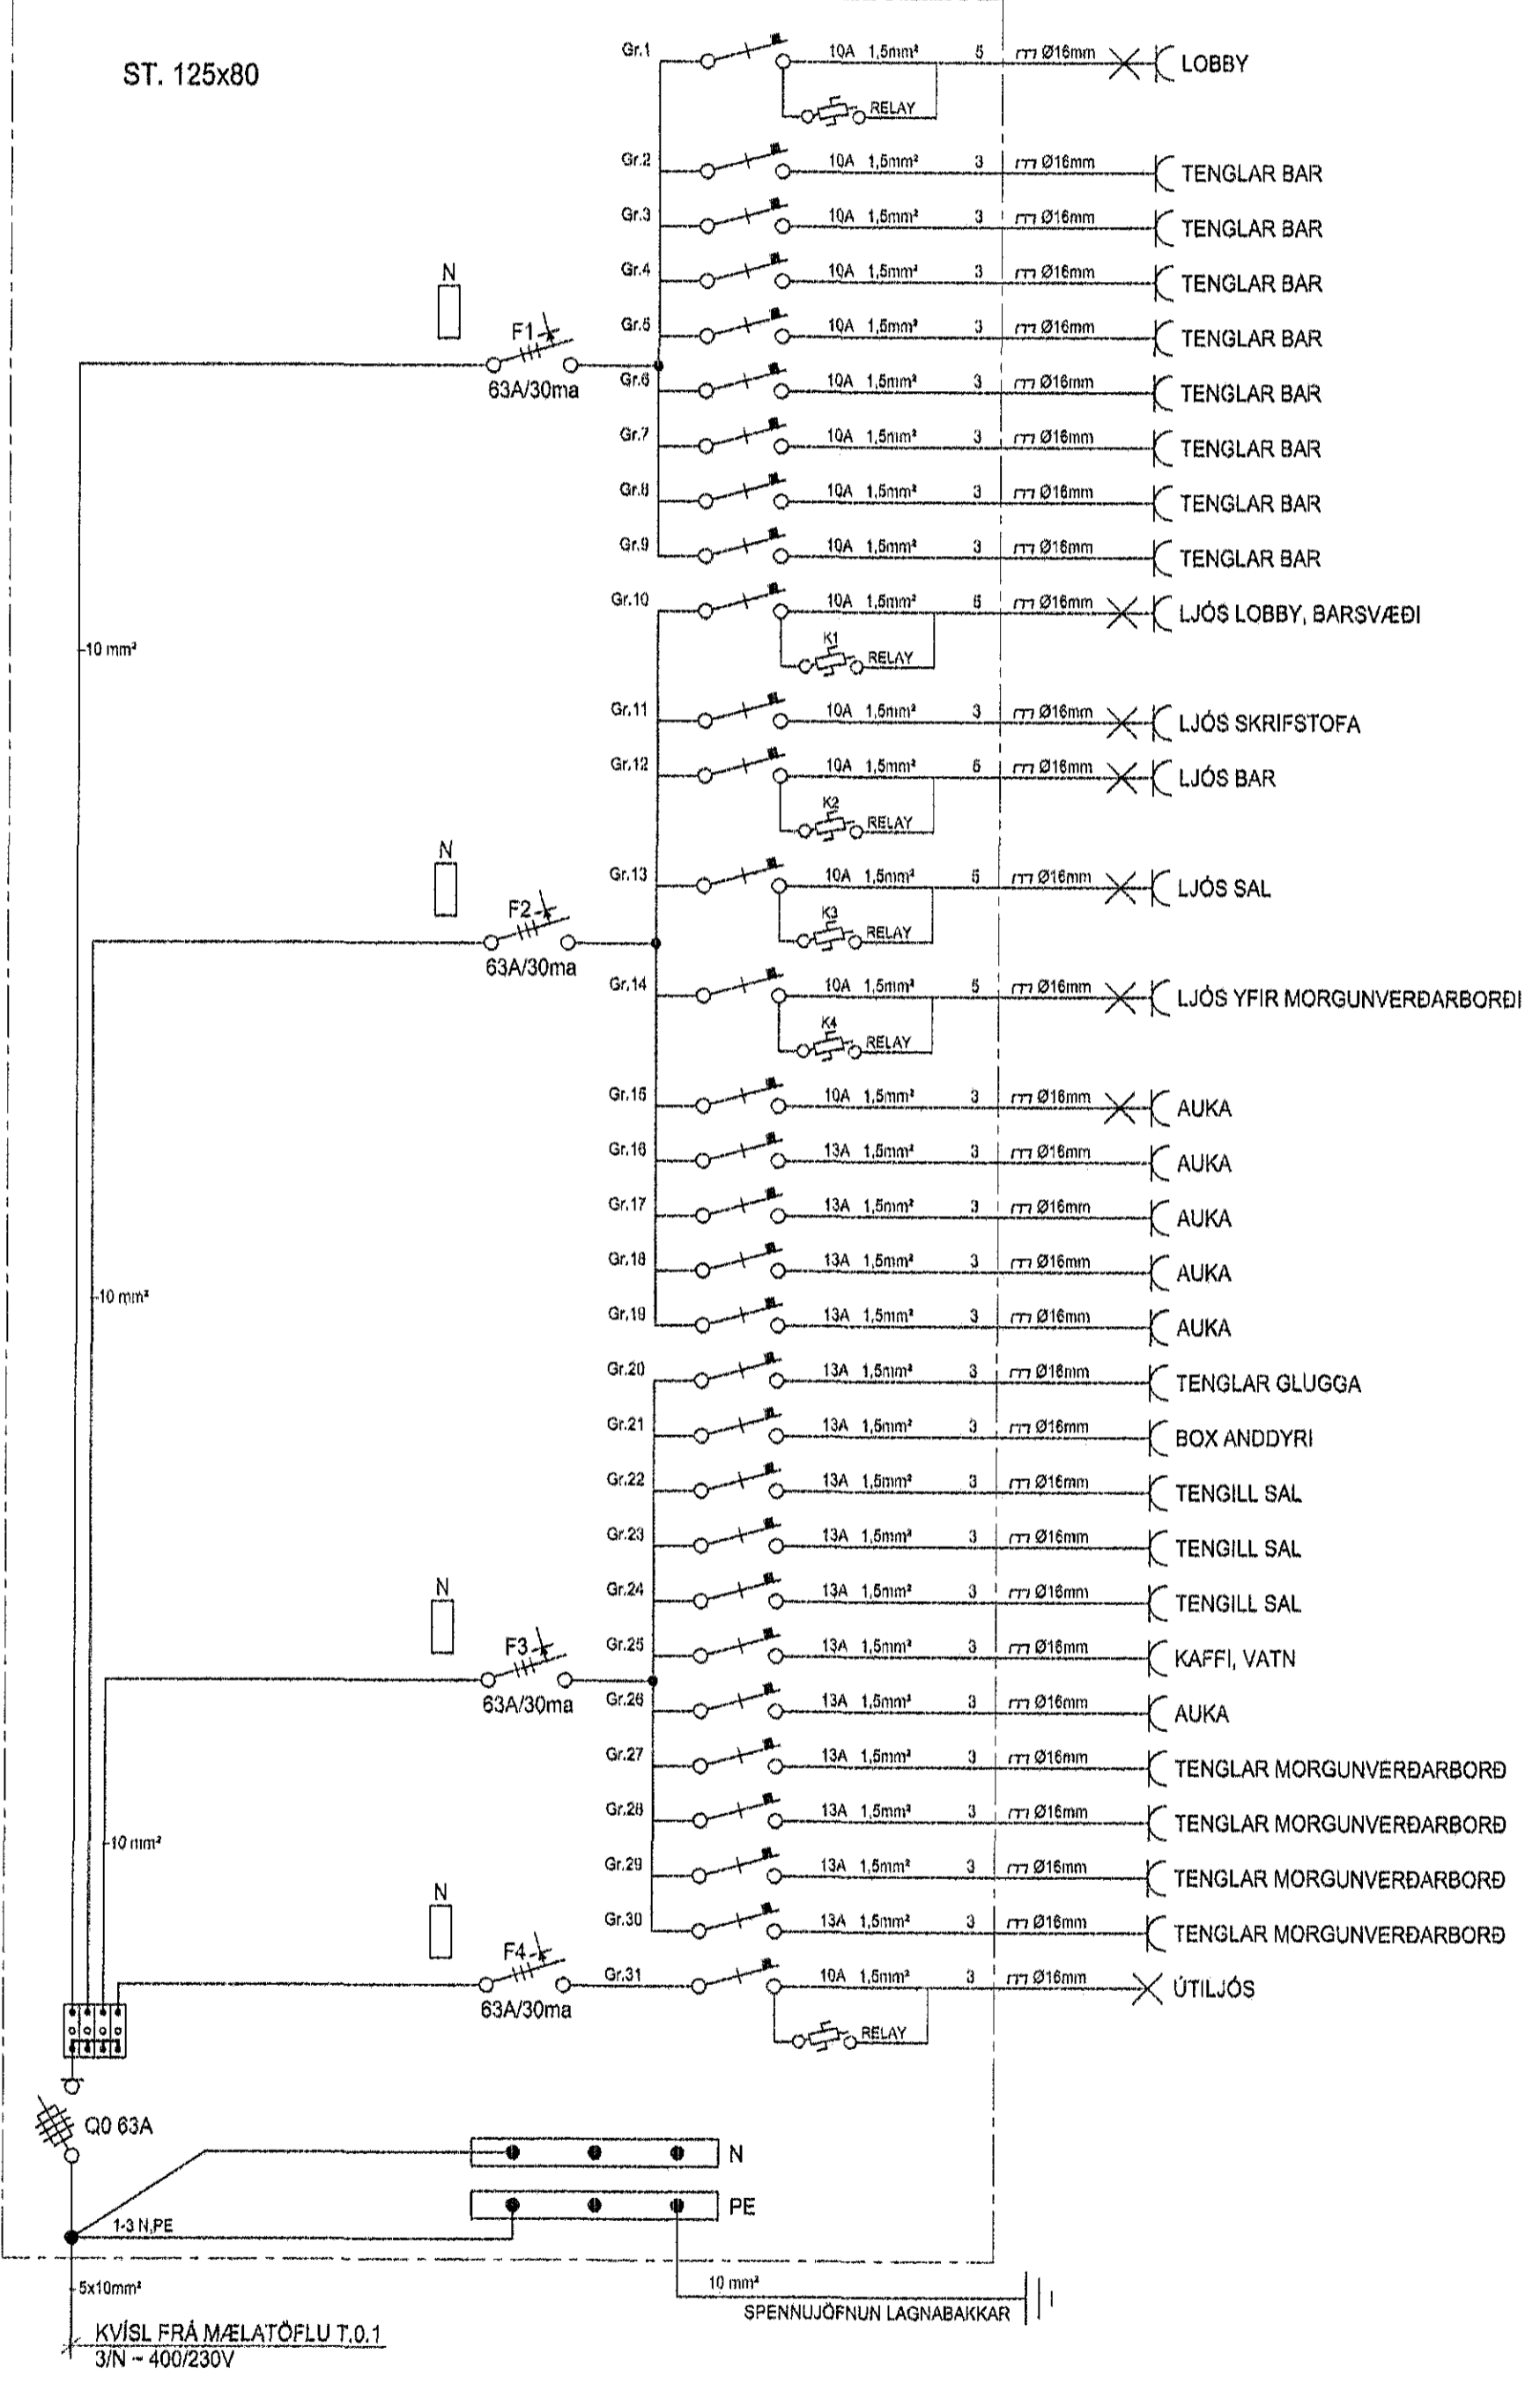 ST. 125x80
Gr.1 10A 1,5mm² 5 Ø16mm LOBBY
RELAY
Gr.2 10A 1,5mm² 3 Ø16mm TENGLAR BAR
Gr.3 10A 1,5mm² 3 Ø16mm TENGLAR BAR
Gr.4 10A 1,5mm² 3 Ø16mm TENGLAR BAR
N
Gr.5 10A 1,5mm² 3 Ø16mm TENGLAR BAR
F1
63A/30ma
Gr.6 10A 1,5mm² 3 Ø16mm TENGLAR BAR
Gr.7 10A 1,5mm² 3 Ø16mm TENGLAR BAR
Gr.8 10A 1,5mm² 3 Ø16mm TENGLAR BAR
Gr.9 10A 1,5mm² 3 Ø16mm TENGLAR BAR
Gr.10 10A 1,5mm² 5 Ø16mm LJÓS LOBBY, BARSVÆÐI
K1
RELAY
10 mm²
Gr.11 10A 1,5mm² 3 Ø16mm LJÓS SKRIFSTOFA
Gr.12 10A 1,5mm² 5 Ø16mm LJÓS BAR
K2
RELAY
N
Gr.13 10A 1,5mm² 5 Ø16mm LJÓS SAL
F2
K3
RELAY
63A/30ma
Gr.14 10A 1,5mm² 5 Ø16mm LJÓS YFIR MORGUNVERÐARBORÐI
K4
RELAY
Gr.15 10A 1,5mm² 3 Ø16mm AUKA
Gr.16 13A 1,5mm² 3 Ø16mm AUKA
Gr.17 13A 1,5mm² 3 Ø16mm AUKA
Gr.18 13A 1,5mm² 3 Ø16mm AUKA
10 mm²
Gr.19 13A 1,5mm² 3 Ø16mm AUKA
Gr.20 13A 1,5mm² 3 Ø16mm TENGLAR GLUGGA
Gr.21 13A 1,5mm² 3 Ø16mm BOX ANDDYRI
Gr.22 13A 1,5mm² 3 Ø16mm TENGILL SAL
Gr.23 13A 1,5mm² 3 Ø16mm TENGILL SAL
N
Gr.24 13A 1,5mm² 3 Ø16mm TENGILL SAL
F3
Gr.25 13A 1,5mm² 3 Ø16mm KAFFI, VATN
63A/30ma
Gr.26 13A 1,5mm² 3 Ø16mm AUKA
Gr.27 13A 1,5mm² 3 Ø16mm TENGLAR MORGUNVERÐARBORÐ
Gr.28 13A 1,5mm² 3 Ø16mm TENGLAR MORGUNVERÐARBORÐ
10 mm²
Gr.29 13A 1,5mm² 3 Ø16mm TENGLAR MORGUNVERÐARBORÐ
N
Gr.30 13A 1,5mm² 3 Ø16mm TENGLAR MORGUNVERÐARBORÐ
F4
63A/30ma
Gr.31 10A 1,5mm² 3 Ø16mm ÚTILJÓS
RELAY
Q0 63A
N
PE
1-3 N,PE
5x10mm²
10 mm²
SPENNUJÖFNUN LAGNABAKKAR
KVÍSL FRÁ MÆLATÖFLU T.0.1
3/N ~ 400/230V